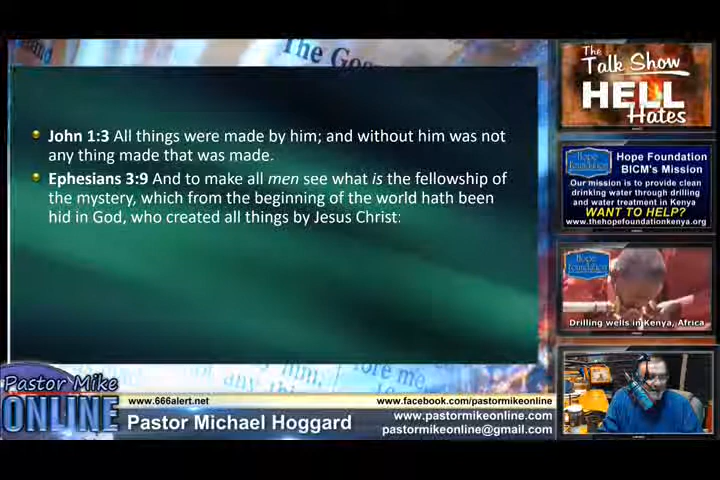 The Goo
John 1:3 All things were made by him; and without him was not
any thing made that was made.
Ephesians 3:9 And to make all men see what is the fellowship of
the mystery, which from the beginning of the world hath been
hid in God, who created all things by Jesus Christ:
The
Talk Show
HELL
Hates
Hope
Foundation
Hope Foundation
BICM's Mission
Our mission is to provide clean
drinking water through drilling
and water treatment in Kenya
WANT TO HELP?
www.thehopefoundationkenya.org
Hope
Foundation
Drilling wells in Kenya, Africa
Pastor Mike
ONLINE
www.666alert.net
www.facebook.com/pastormikeonline
Pastor Michael Hoggard
www.pastormikeonline.com
pastormikeonline@gmail.com